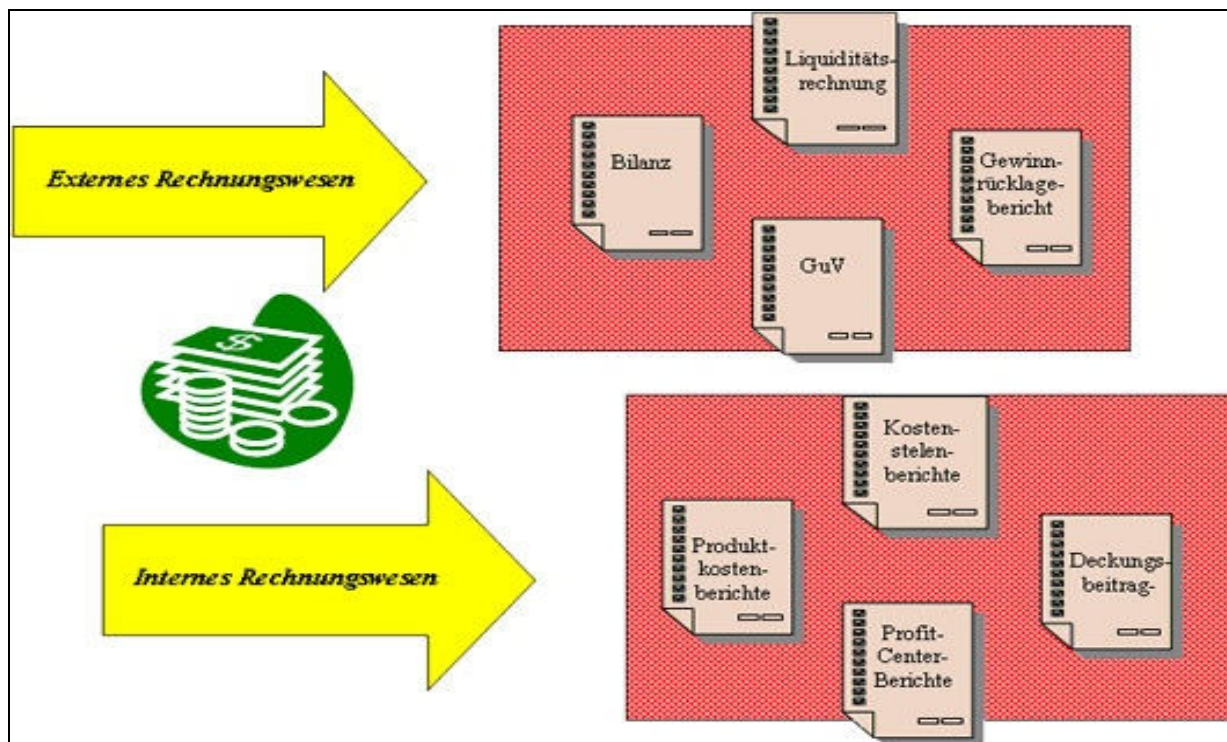 Externes Rechnungswesen
Liquiditäts-
rechnung
Bilanz
Gewinn-
rücklage-
bericht
GuV
$
Internes Rechnungswesen
Kosten-
stelen-
berichte
Produkt-
kosten-
berichte
Deckungs-
beitrag-
Profit-
Center-
Berichte